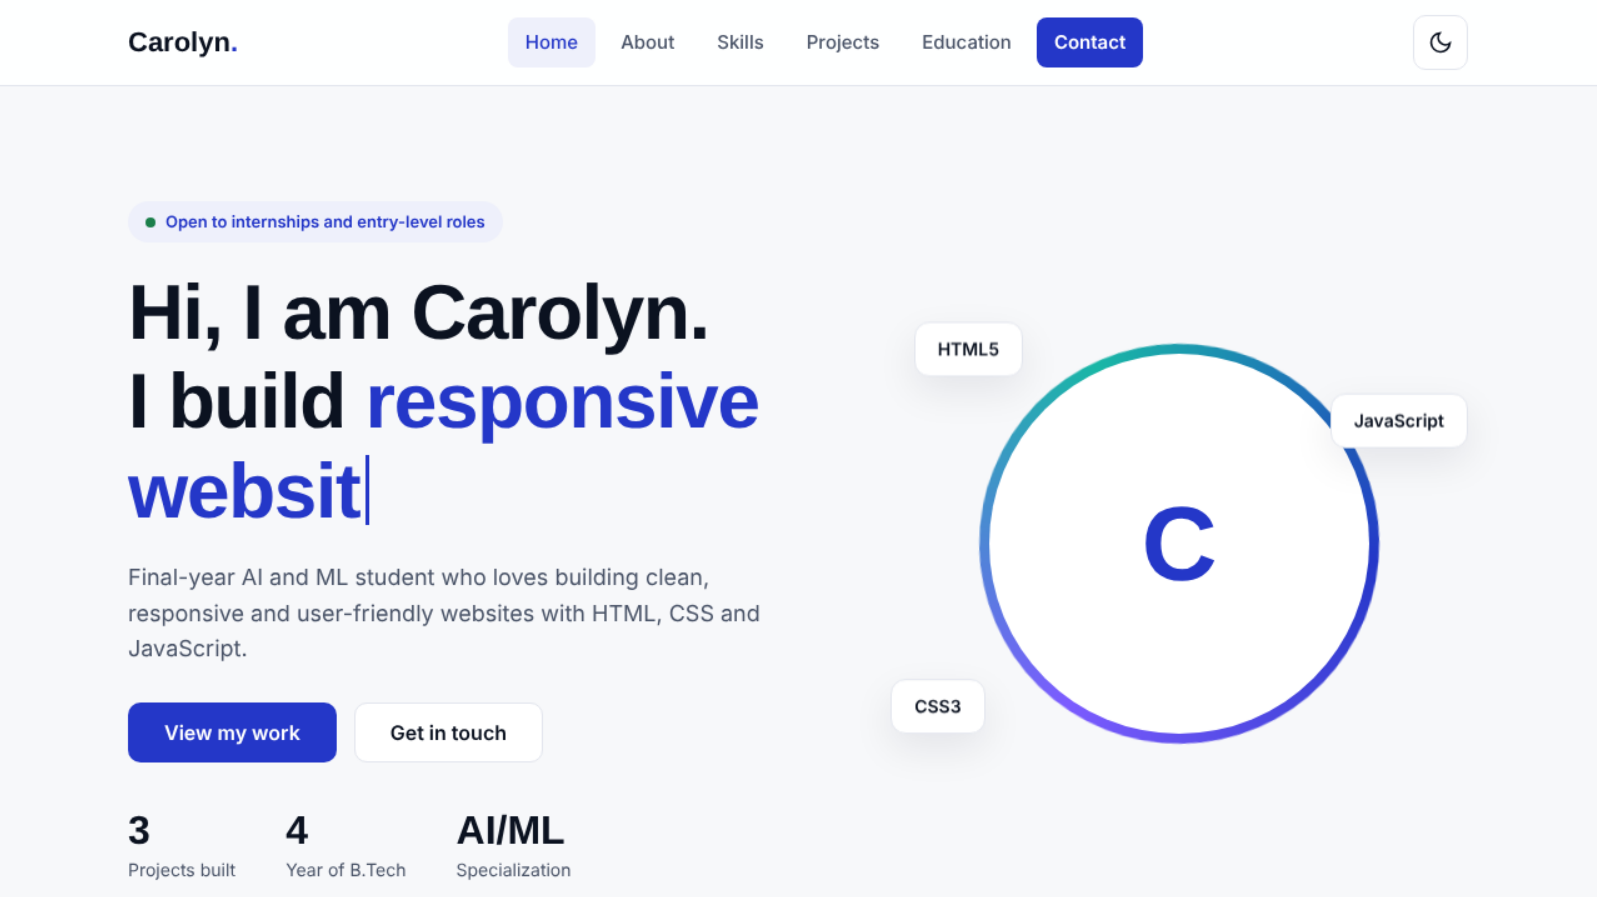 Carolyn.
Home
About
Skills
Projects
Education
Contact
Open to internships and entry-level roles
Hi, I am Carolyn.
I build responsive
websit
Final-year AI and ML student who loves building clean,
responsive and user-friendly websites with HTML, CSS and
JavaScript.
View my work
Get in touch
3
Projects built
4
Year of B.Tech
AI/ML
Specialization
HTML5
JavaScript
C
CSS3